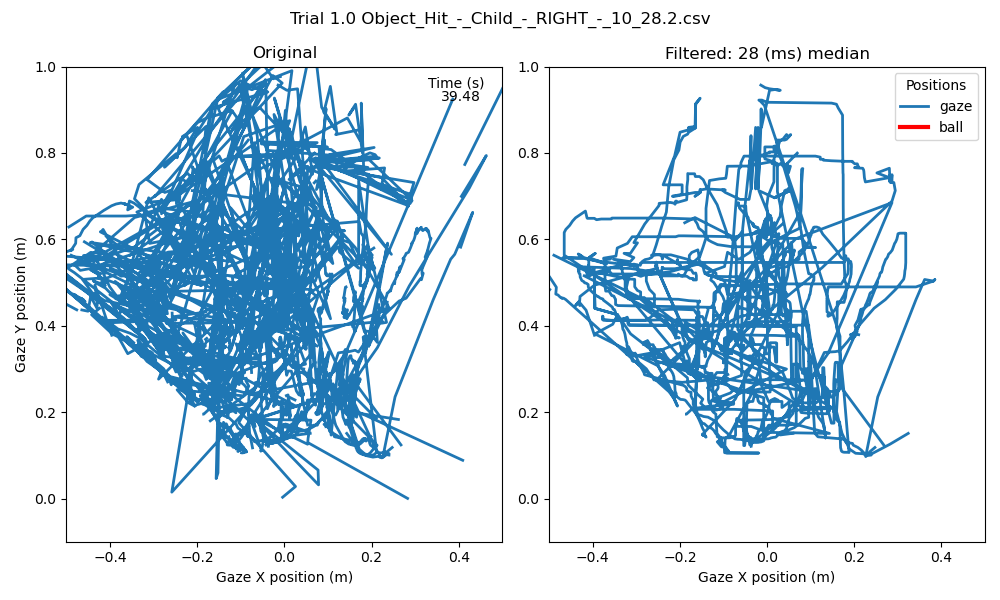 Trial 1.0 Object_Hit_-_Child_-_RIGHT_-_10_28.2.csv
Original
Filtered: 28 (ms) median
Time (s)
39.48
Positions
gaze
ball
1.0
0.8
0.6
0.4
0.2
0.0
Gaze Y position (m)
−0.4
−0.2
0.0
0.2
0.4
Gaze X position (m)
1.0
0.8
0.6
0.4
0.2
0.0
−0.4
−0.2
0.0
0.2
0.4
Gaze X position (m)